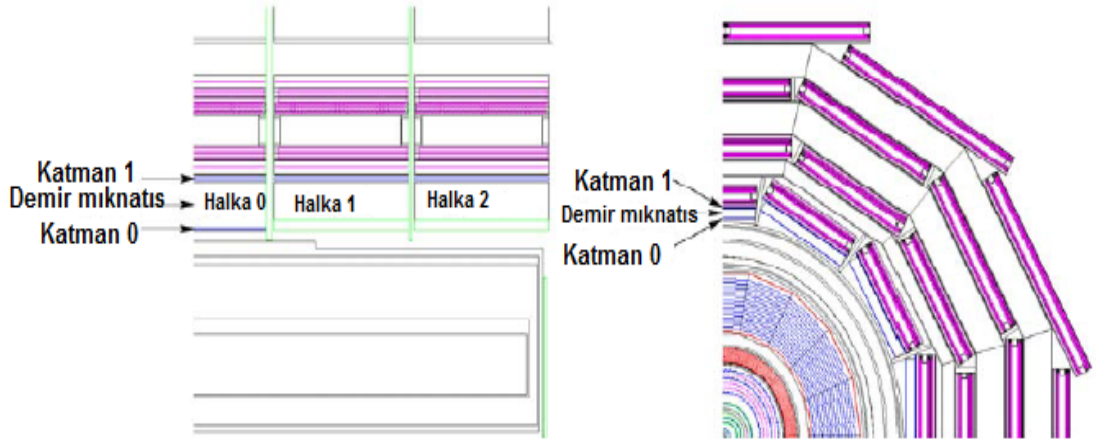 Katman 1
Demir mıknatıs
Katman 0
Halka 0
Halka 1
Halka 2
Katman 1
Demir mıknatıs
Katman 0